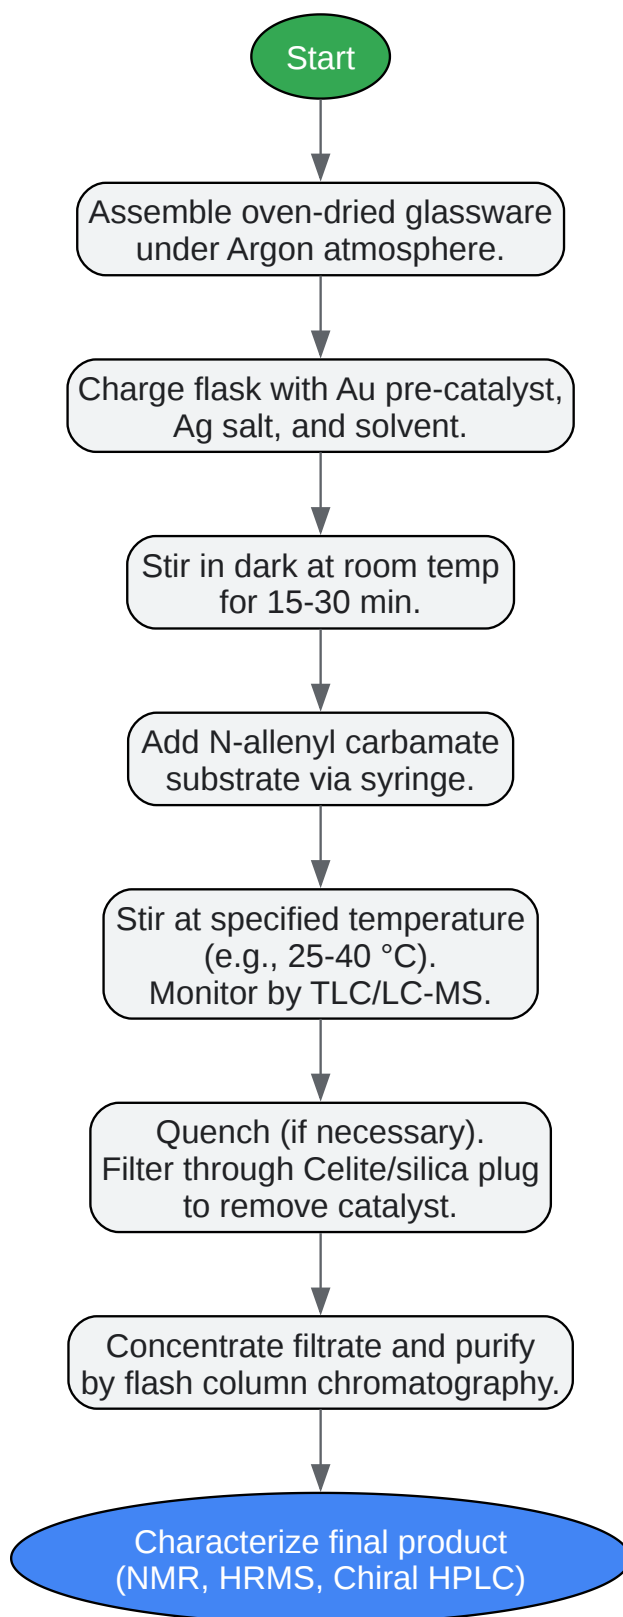 Start
Assemble oven-dried glassware
under Argon atmosphere.
Charge flask with Au pre-catalyst,
Ag salt, and solvent.
Stir in dark at room temp
for 15-30 min.
Add N-allenyl carbamate
substrate via syringe.
Stir at specified temperature
(e.g., 25-40 °C).
Monitor by TLC/LC-MS.
Quench (if necessary).
Filter through Celite/silica plug
to remove catalyst.
Concentrate filtrate and purify
by flash column chromatography.
Characterize final product
(NMR, HRMS, Chiral HPLC)